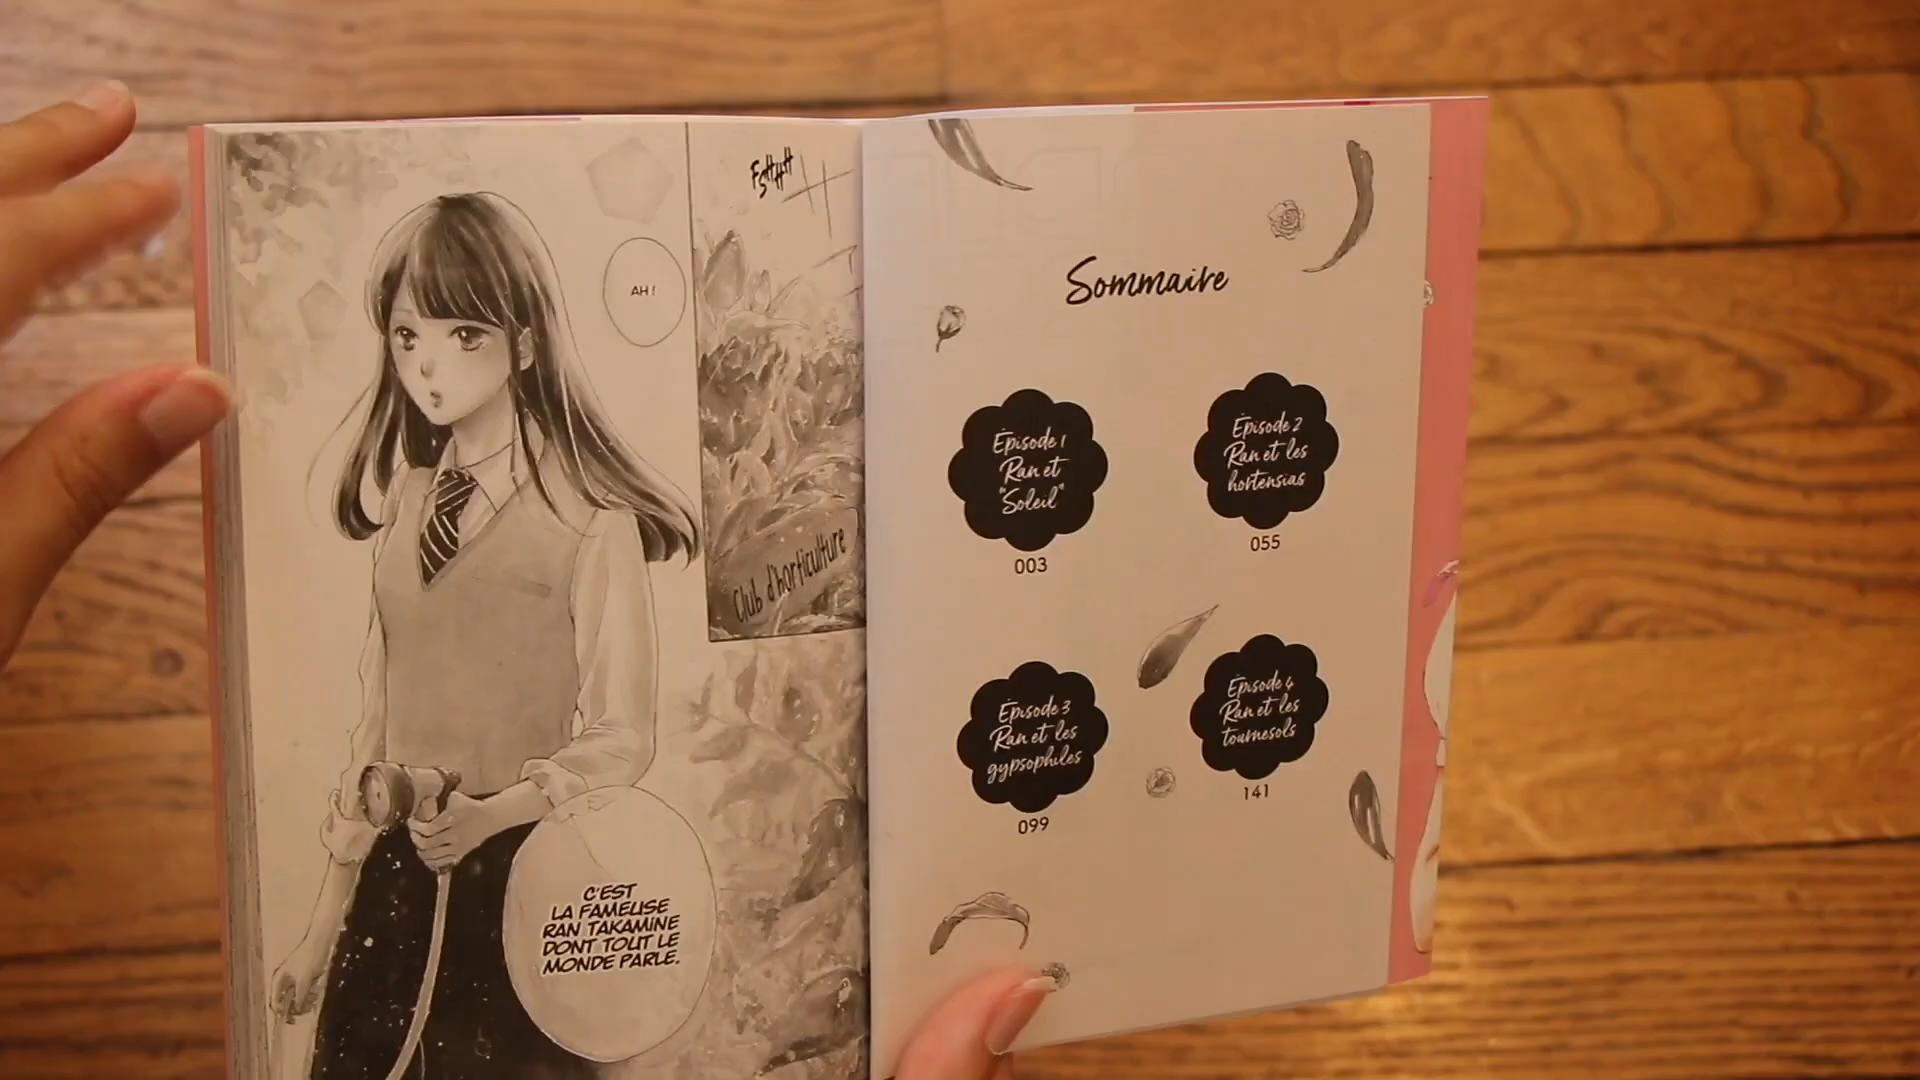 FSHHH
AH !
Club d'horticulture
C'EST
LA FAMEUSE
RAN TAKAMINE
DONT TOUT LE
MONDE PARLE.
Sommaire
Épisode 1
Ran et
"Soleil"
003
Épisode 2
Ran et les
hortensias
055
Épisode 3
Ran et les
gypsophiles
099
Épisode 4
Ran et les
tournesols
141